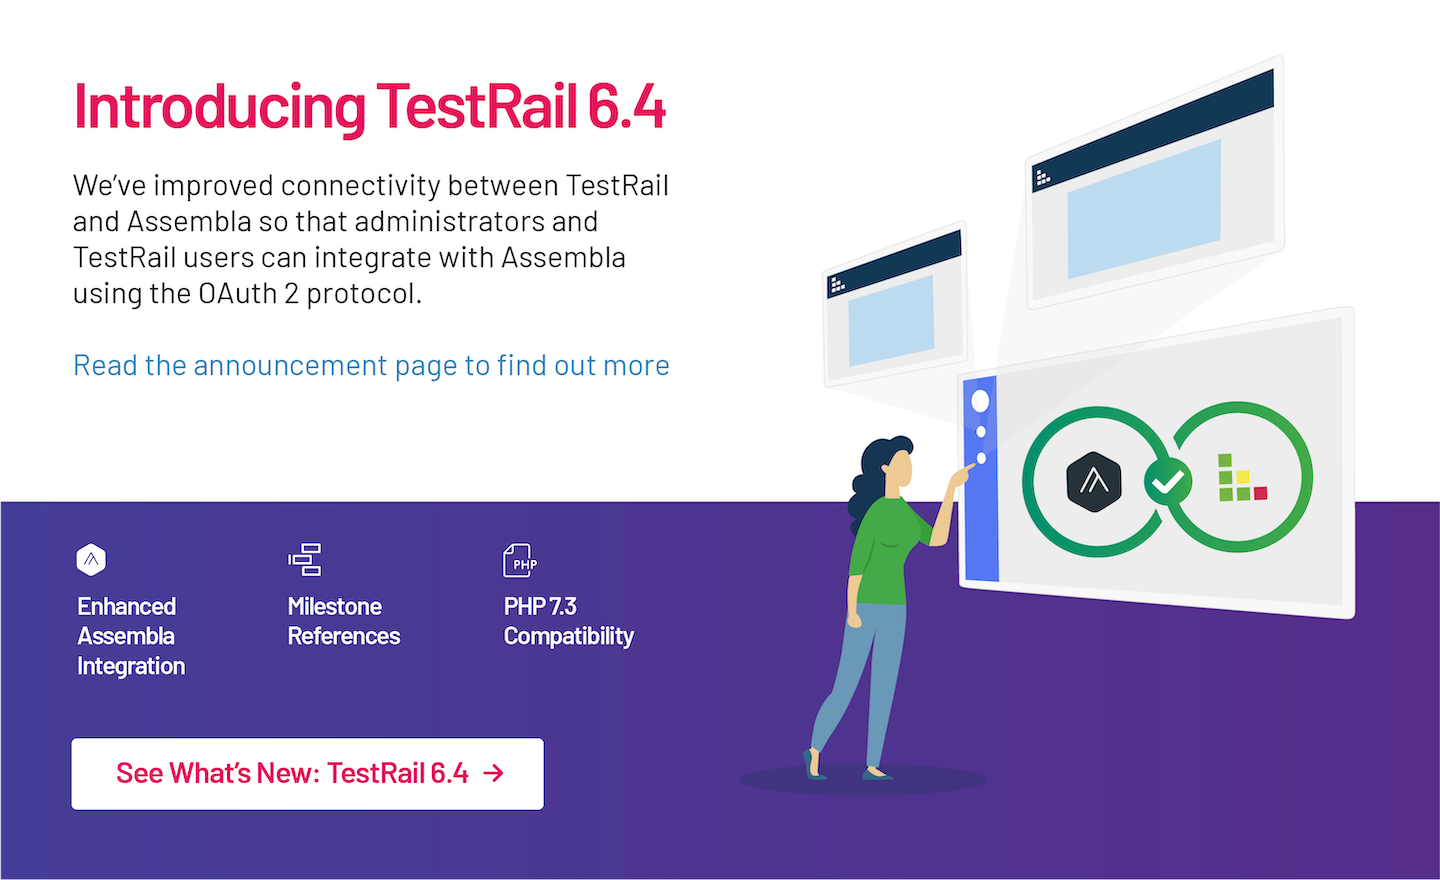 Introducing TestRail 6.4
We’ve improved connectivity between TestRail
and Assembla so that administrators and
TestRail users can integrate with Assembla
using the OAuth 2 protocol.
Read the announcement page to find out more
Enhanced
Assembla
Integration
Milestone
References
PHP
PHP 7.3
Compatibility
See What’s New: TestRail 6.4 →